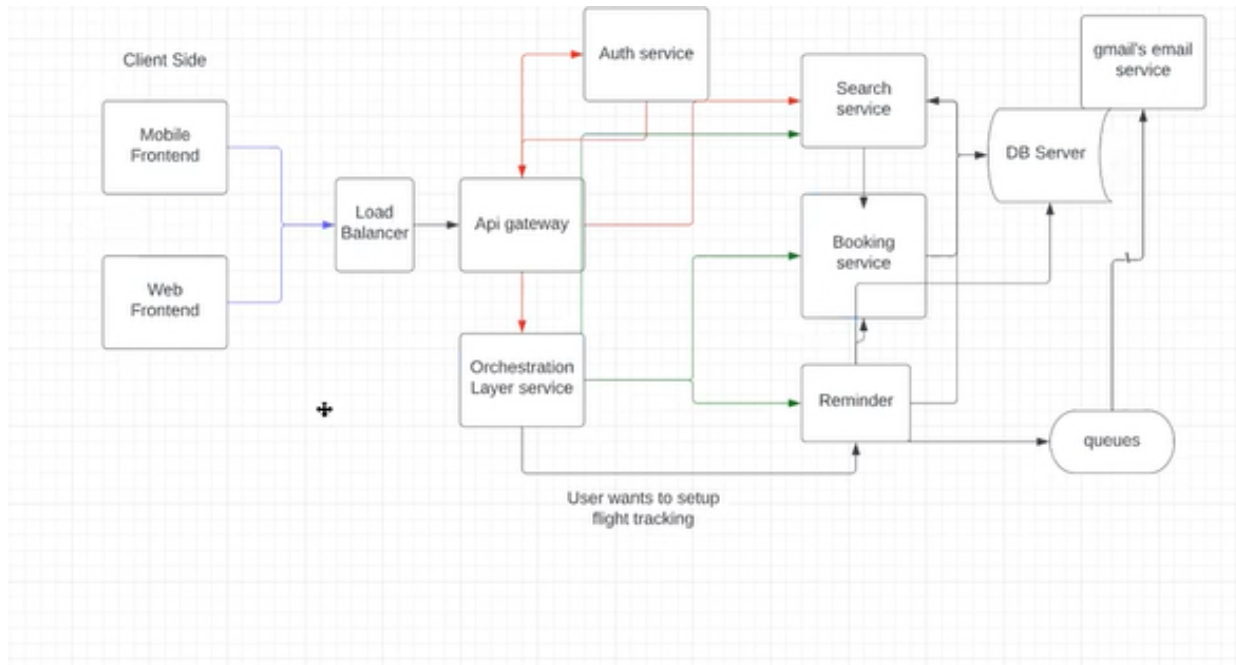 Client Side
Mobile
Frontend
Web
Frontend
Load
Balancer
Api gateway
Auth service
Orchestration
Layer service
Search
service
Booking
service
Reminder
DB Server
gmail's email
service
queues
User wants to setup
flight tracking